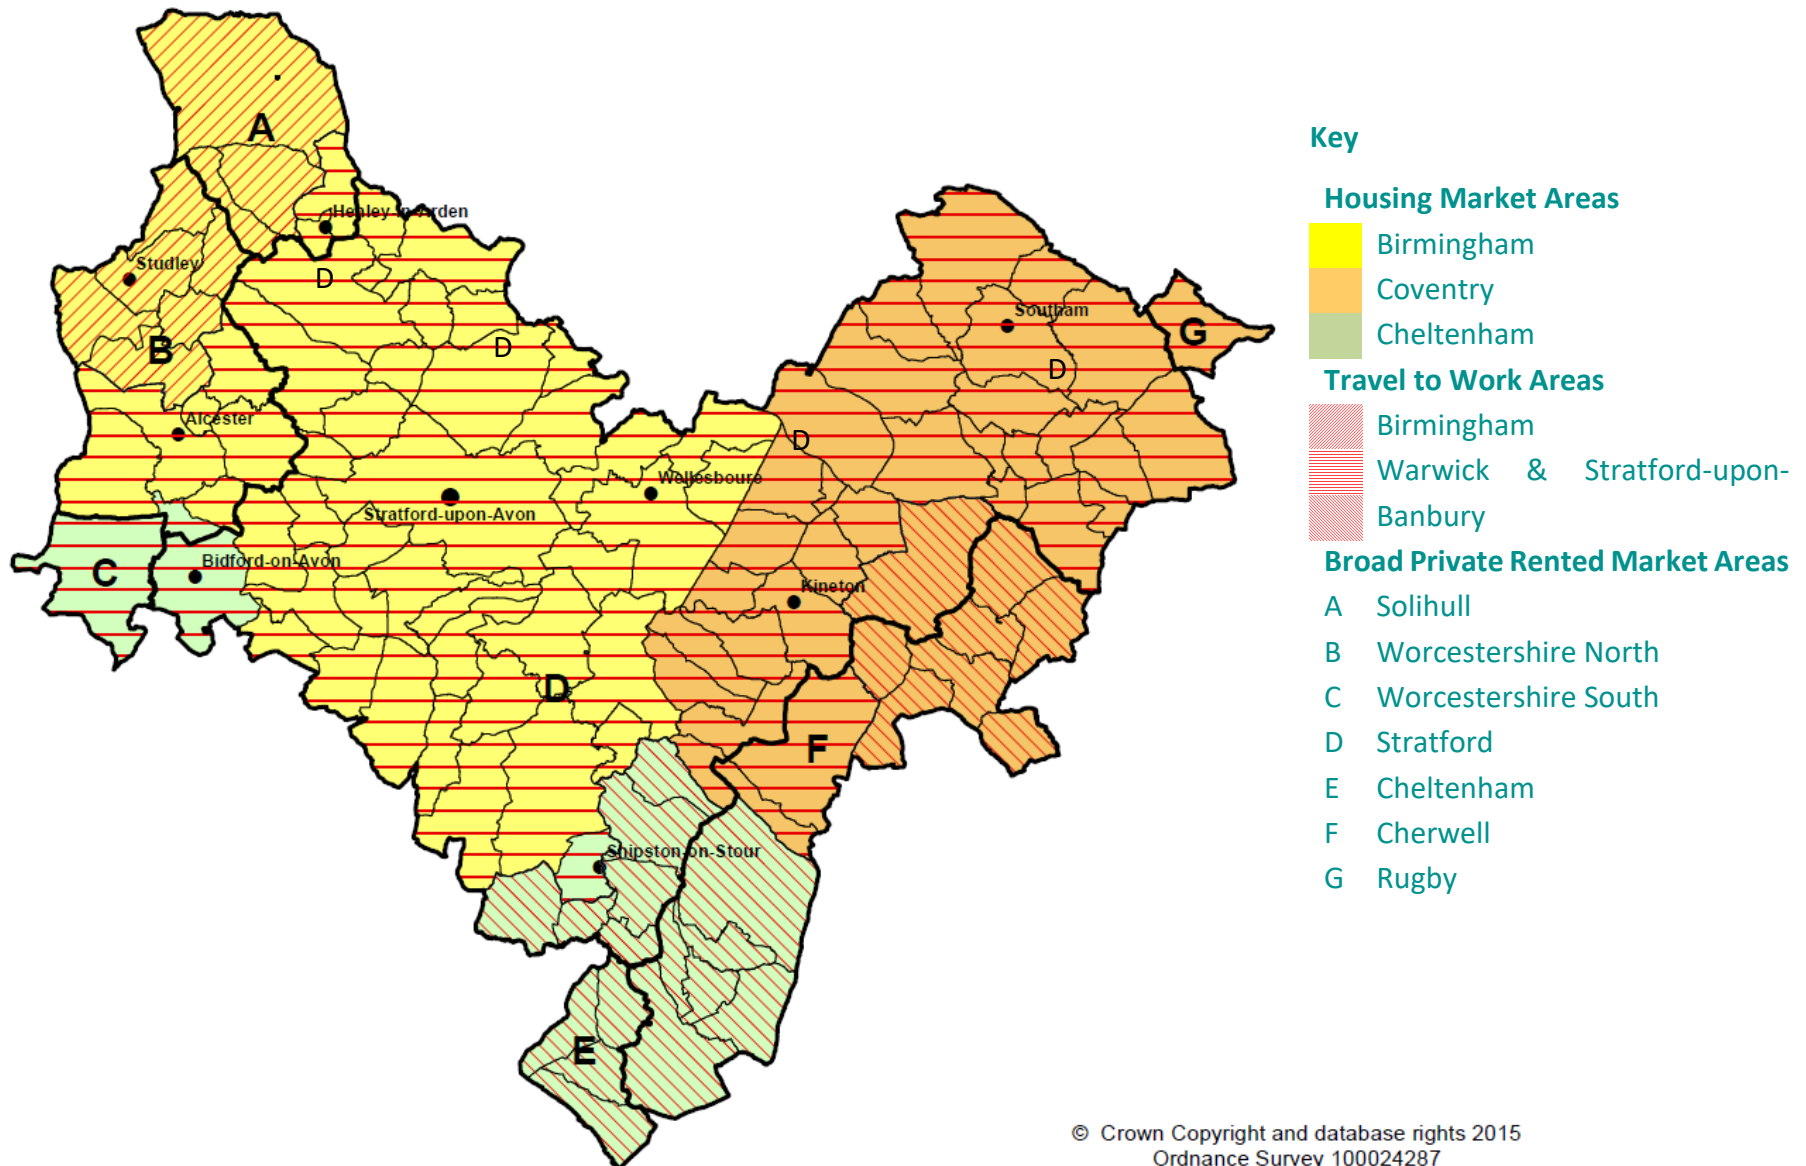 A
Henley-in-Arden
Studley
D
B
D
Alcester
Southam
G
D
D
Wellesboure
Stratford-upon-Avon
C
Bidford-on-Avon
Kineton
D
F
Shipston-on-Stour
E
Key
Housing Market Areas
Birmingham
Coventry
Cheltenham
Travel to Work Areas
Birmingham
Warwick & Stratford-upon-
Banbury
Broad Private Rented Market Areas
A Solihull
B Worcestershire North
C Worcestershire South
D Stratford
E Cheltenham
F Cherwell
G Rugby
© Crown Copyright and database rights 2015
Ordnance Survey 100024287